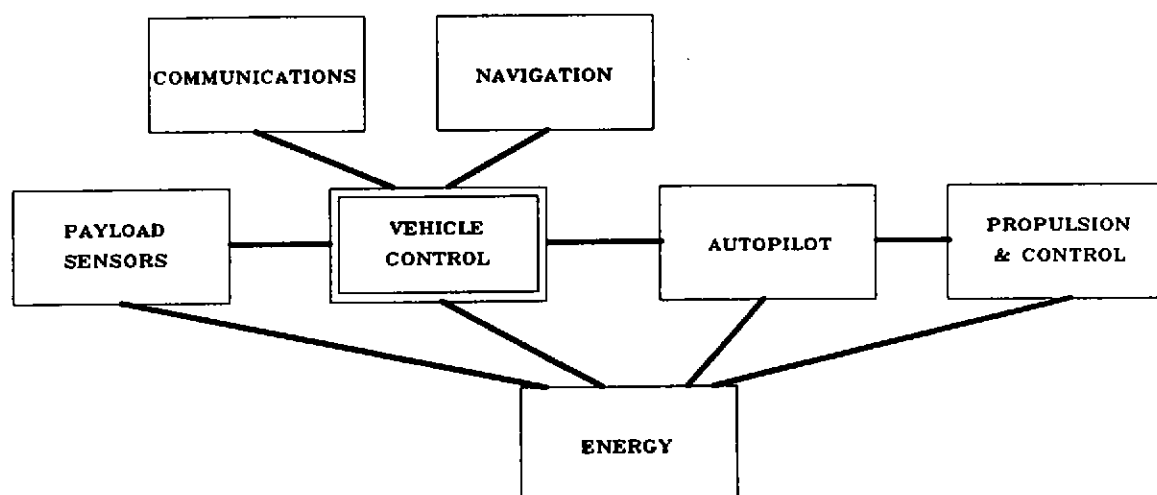 COMMUNICATIONS
NAVIGATION
PAYLOAD
SENSORS
VEHICLE
CONTROL
AUTOPILOT
PROPULSION
& CONTROL
ENERGY